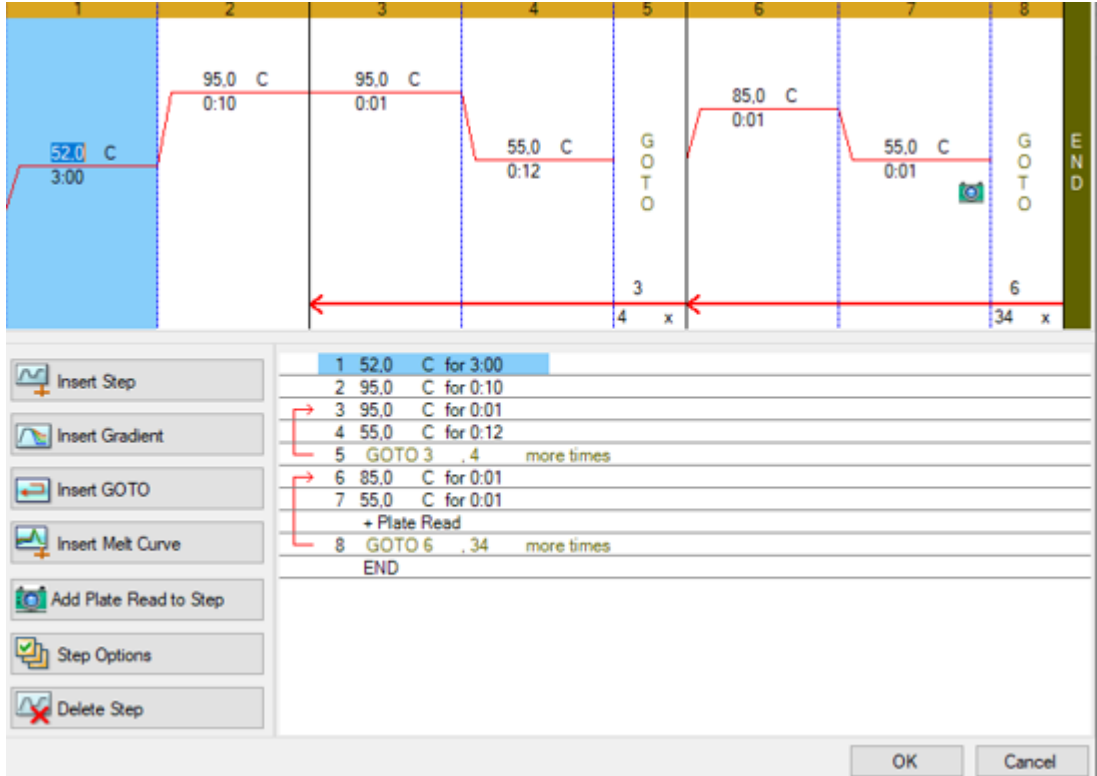 1 2 3 4 5 6 7 8
95,0 C 95,0 C
0:10 0:01
85,0 C
0:01
52,0 C
3:00
55,0 C
0:12
GOTO
55,0 C
0:01
GOTO
END
3
4 x
6
34 x
Insert Step
Insert Gradient
Insert GOTO
Insert Melt Curve
Add Plate Read to Step
Step Options
Delete Step
1 52,0 C for 3:00
2 95,0 C for 0:10
3 95,0 C for 0:01
4 55,0 C for 0:12
5 GOTO 3 , 4 more times
6 85,0 C for 0:01
7 55,0 C for 0:01
+ Plate Read
8 GOTO 6 , 34 more times
END
OK Cancel